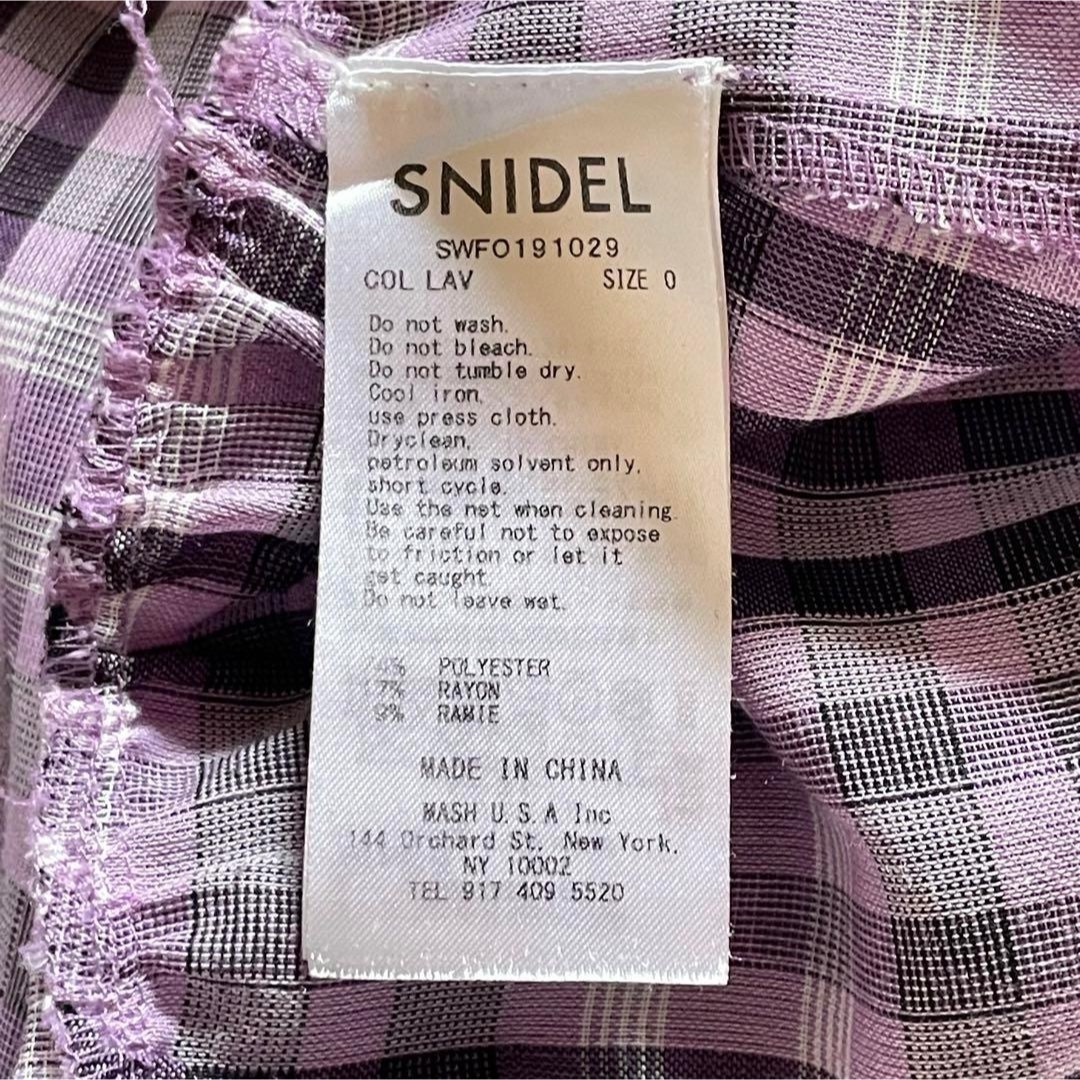 SNIDEL
SWFO191029
COL LAV SIZE 0
Do not wash.
Do not bleach.
Do not tumble dry.
Cool iron,
use press cloth.
Dryclean,
petroleum solvent only,
short cycle.
Use the net when cleaning.
Be careful not to expose
to friction or let it
get caught.
Do not leave wet.
74% POLYESTER
17% RAYON
9% RAMIE
MADE IN CHINA
MASH U.S.A Inc
144 Orchard St. New York,
NY 10002
TEL 917 409 5520